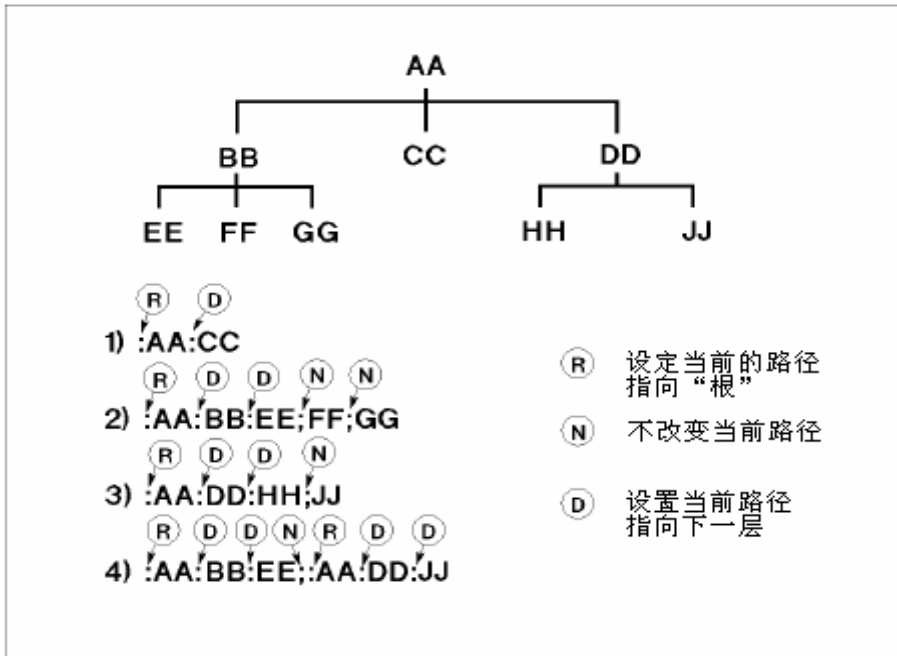 AA
BB CC DD
EE FF GG HH JJ
R D
1) :AA:CC
R D D N N
2) :AA:BB:EE;FF;GG
R D D N
3) :AA:DD:HH;JJ
R D D N R D D
4) :AA:BB:EE;:AA:DD:JJ
R 设定当前的路径
指向“根”
N 不改变当前路径
D 设置当前路径
指向下一层